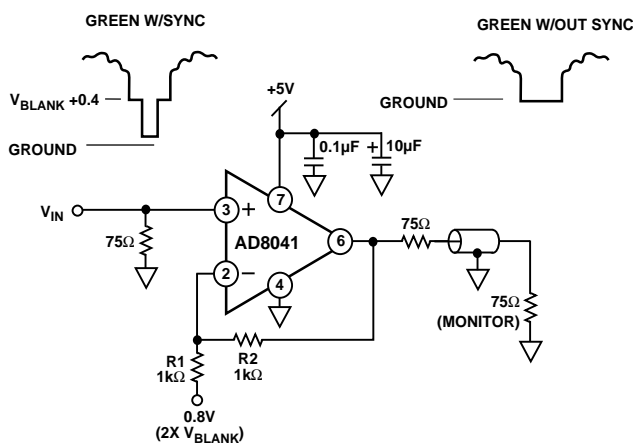 GREEN W/SYNC
GREEN W/OUT SYNC
V_BLANK +0.4
GROUND
GROUND
+5V
0.1µF
+
10µF
7
V_IN
3
+
75Ω
AD8041
6
75Ω
2
−
4
75Ω
(MONITOR)
R1
1kΩ
R2
1kΩ
0.8V
(2X V_BLANK)